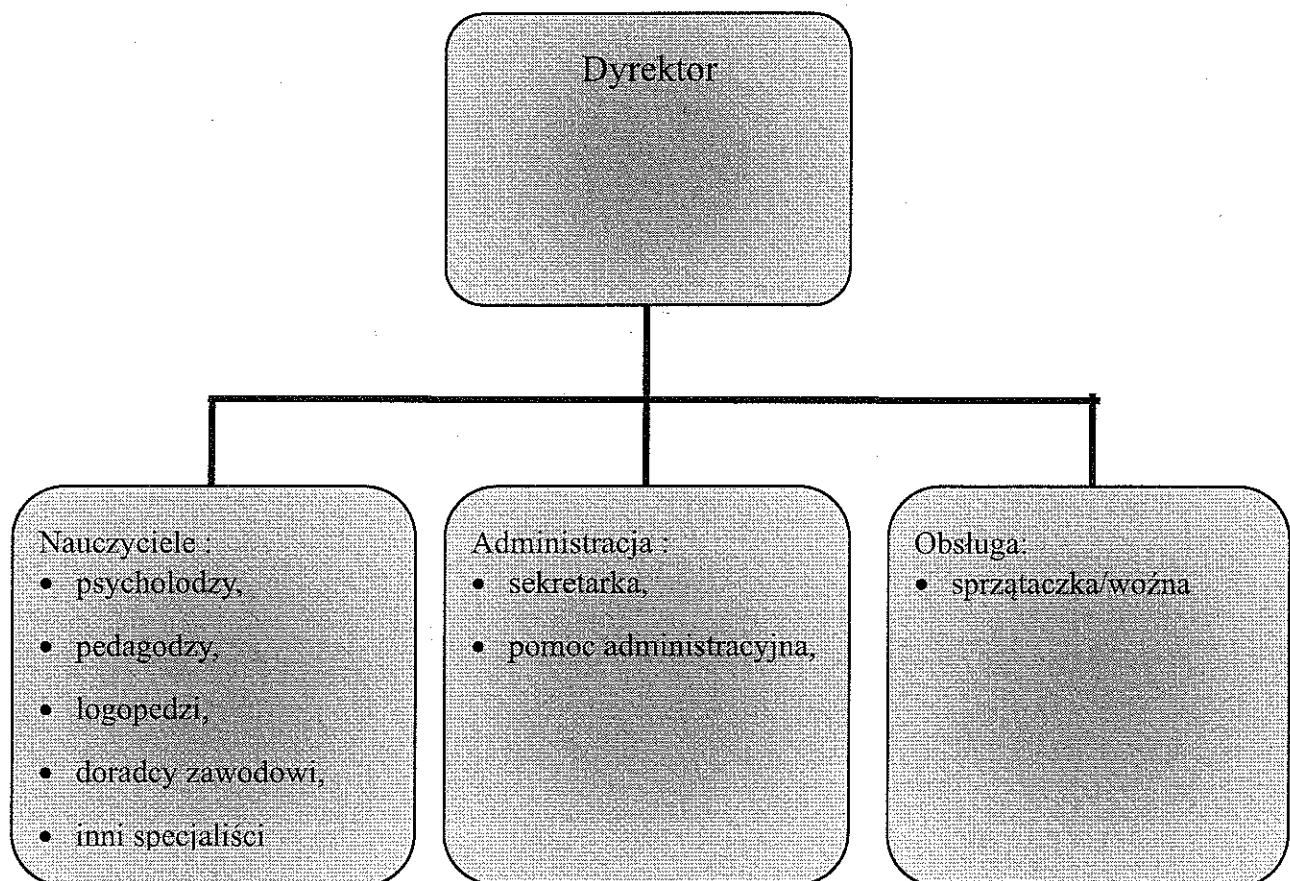 Dyrektor
Nauczyciele :
• psycholodzy,
• pedagodzy,
• logopedzi,
• doradcy zawodowi,
• inni specjaliści
Administracja :
• sekretarka,
• pomoc administracyjna,
Obsługa:
• sprzątaczka/woźna